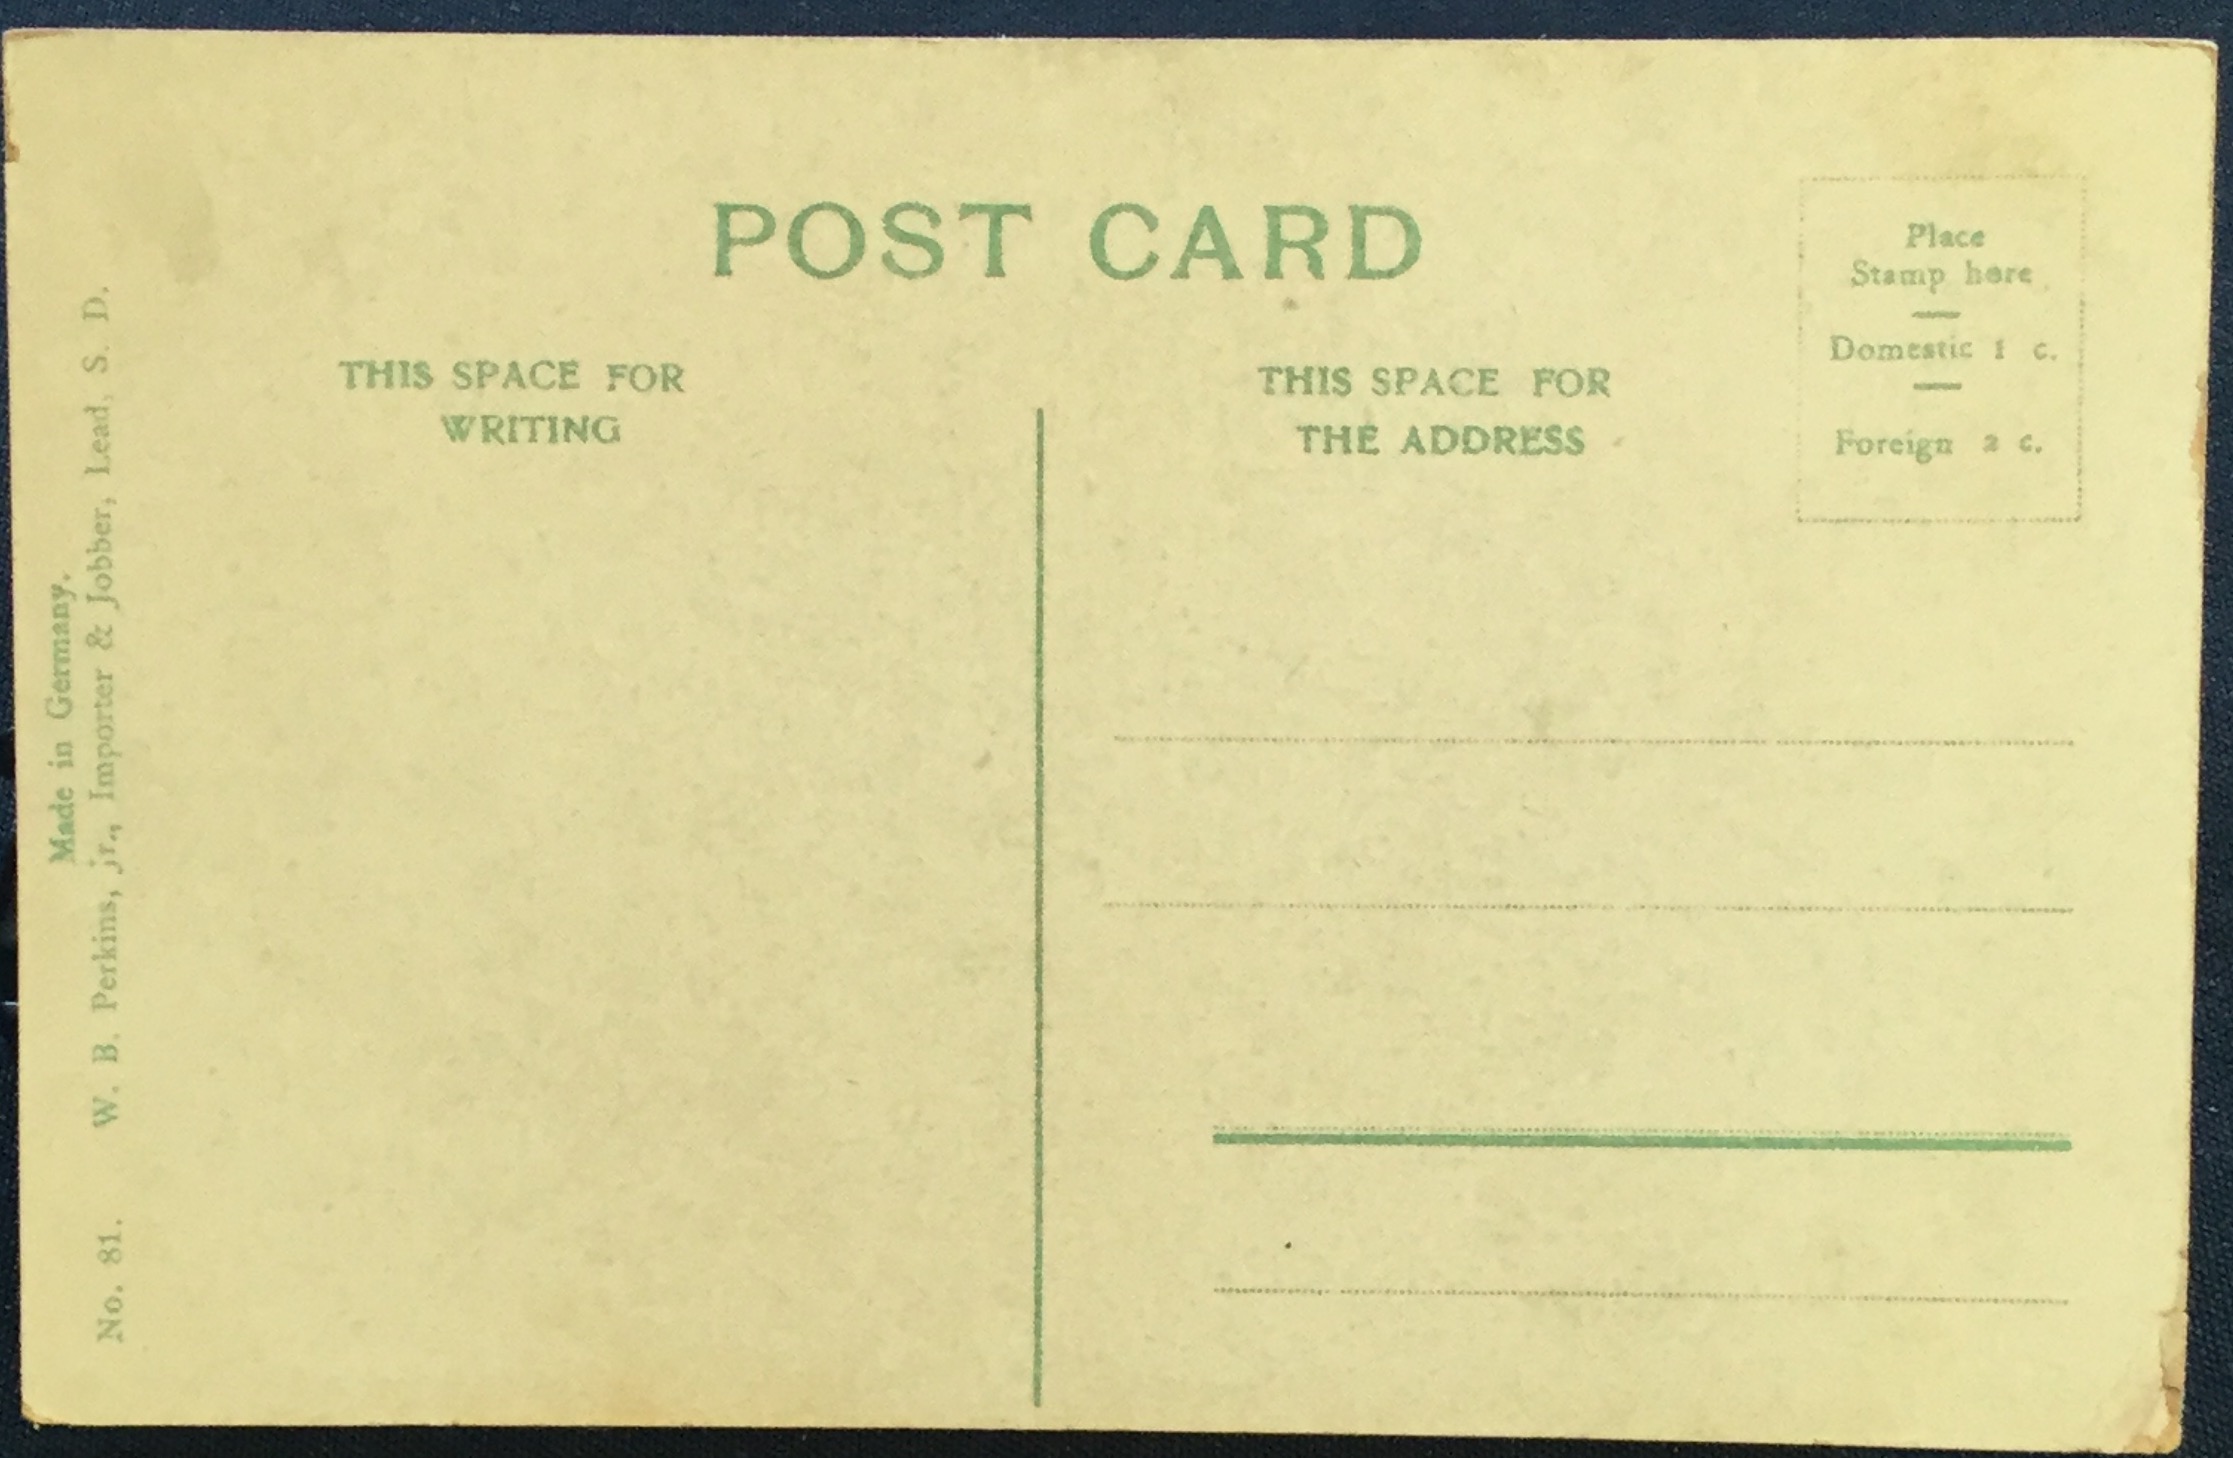 POST CARD
THIS SPACE FOR
WRITING
THIS SPACE FOR
THE ADDRESS
Place
Stamp here
Domestic 1 c.
Foreign 2 c.
Made in Germany.
No. 81. W. B. Perkins, jr., Importer & Jobber, Lead, S. D.